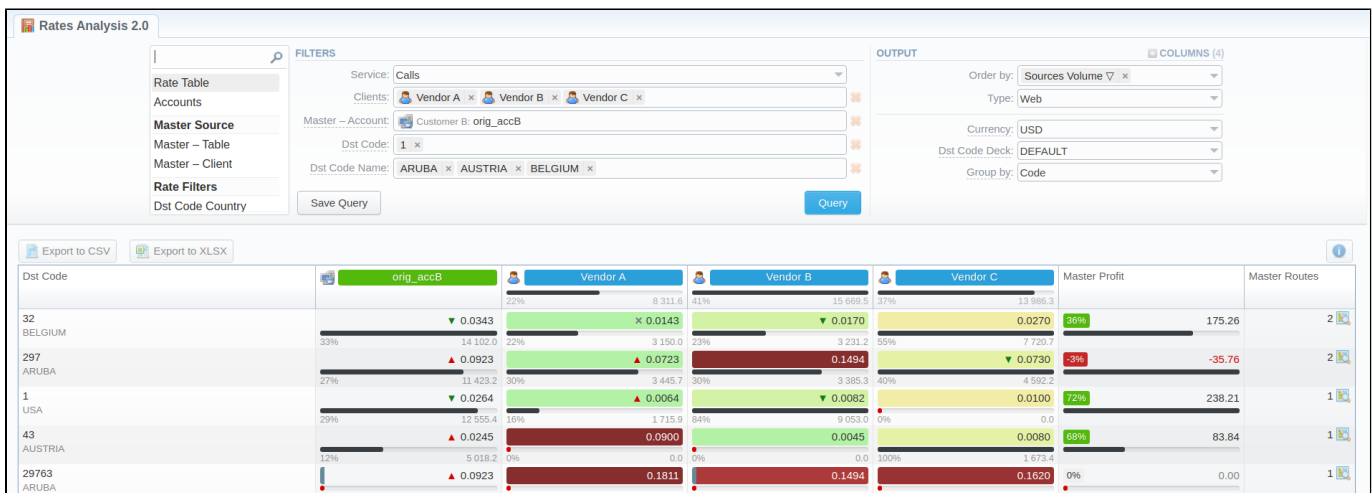 Rates Analysis 2.0
Rate Table
Accounts
Master Source
Master – Table
Master – Client
Rate Filters
Dst Code Country
FILTERS
Service: Calls
Clients: Vendor A × Vendor B × Vendor C ×
Master – Account: Customer B: orig_accB
Dst Code: 1 ×
Dst Code Name: ARUBA × AUSTRIA × BELGIUM ×
Save Query Query
OUTPUT COLUMNS (4)
Order by: Sources Volume ▽ ×
Type: Web
Currency: USD
Dst Code Deck: DEFAULT
Group by: Code
Export to CSV Export to XLSX
Dst Code orig_accB Vendor A Vendor B Vendor C Master Profit Master Routes
22% 8 311.6 41% 15 669.5 37% 13 986.3
32 ▼ 0.0343 × 0.0143 ▼ 0.0170 0.0270 36% 175.26 2
BELGIUM
33% 14 102.0 22% 3 150.0 23% 3 231.2 55% 7 720.7
297 ▲ 0.0923 ▲ 0.0723 0.1494 ▼ 0.0730 -3% -35.76 2
ARUBA
27% 11 423.2 30% 3 445.7 30% 3 385.3 40% 4 592.2
1 ▼ 0.0264 ▲ 0.0064 ▼ 0.0082 0.0100 72% 238.21 1
USA
29% 12 555.4 16% 1 715.9 84% 9 053.0 0% 0.0
43 ▲ 0.0245 0.0900 0.0045 0.0080 68% 83.84 1
AUSTRIA
12% 5 018.2 0% 0.0 0% 0.0 100% 1 673.4
29763 ▲ 0.0923 0.1811 0.1494 0.1620 0% 0.00 1
ARUBA